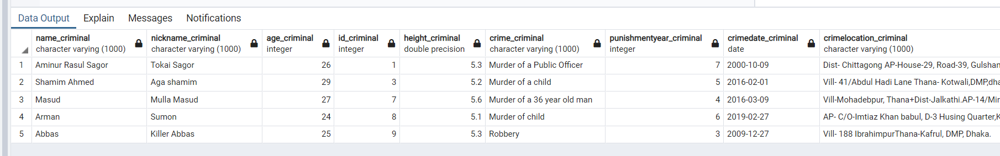 Data Output Explain Messages Notifications
name_criminal nickname_criminal age_criminal id_criminal height_criminal crime_criminal punishmentyear_criminal crimedate_criminal crimelocation_criminal
character varying (1000) character varying (1000) integer integer double precision character varying (1000) integer date character varying (1000)
1 Aminur Rasul Sagor Tokai Sagor 26 1 5.3 Murder of a Public Officer 7 2000-10-09 Dist- Chittagong AP-House-29, Road-39, Gulshan
2 Shamim Ahmed Aga shamim 29 3 5.2 Murder of a child 5 2016-02-01 Vill- 41/Abdul Hadi Lane Thana- Kotwali,DMP,dha
3 Masud Mulla Masud 27 7 5.6 Murder of a 36 year old man 4 2016-03-09 Vill-Mohadebpur, Thana+Dist-Jalkathi.AP-14/Mir
4 Arman Sumon 24 8 5.1 Murder of child 6 2019-02-27 AP- C/O-Imtiaz Khan babul, D-3 Husing Quarter,K
5 Abbas Killer Abbas 25 9 5.3 Robbery 3 2009-12-27 Vill- 188 IbrahimpurThana-Kafrul, DMP, Dhaka.